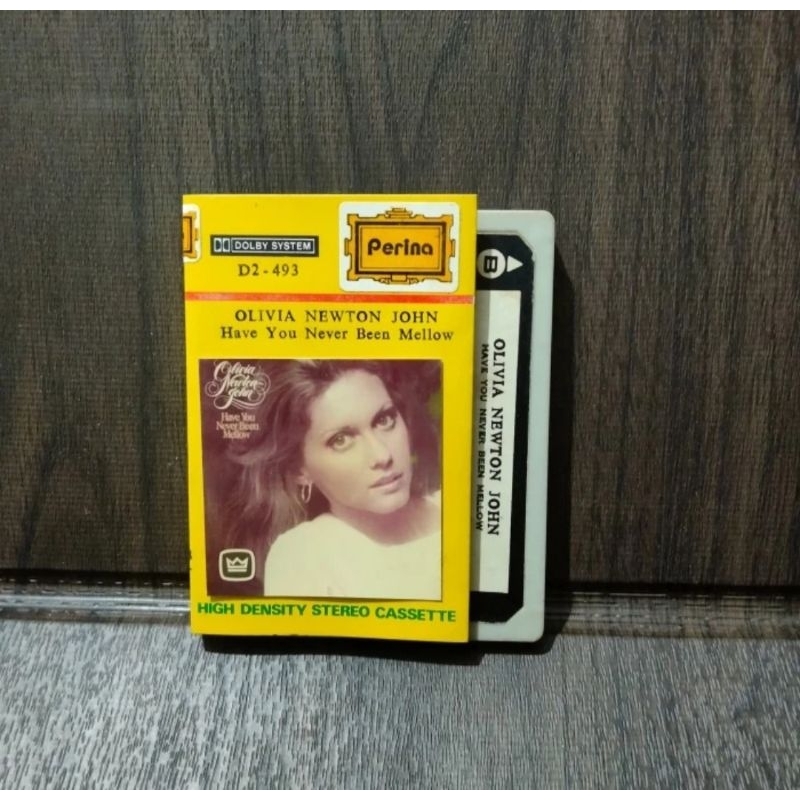 DOLBY SYSTEM
D2-493
Perina
OLIVIA NEWTON JOHN
Have You Never Been Mellow
Olivia
Newton-
John
Have You
Never Been
Mellow
HIGH DENSITY STEREO CASSETTE
B
OLIVIA NEWTON JOHN
HAVE YOU NEVER BEEN MELLOW